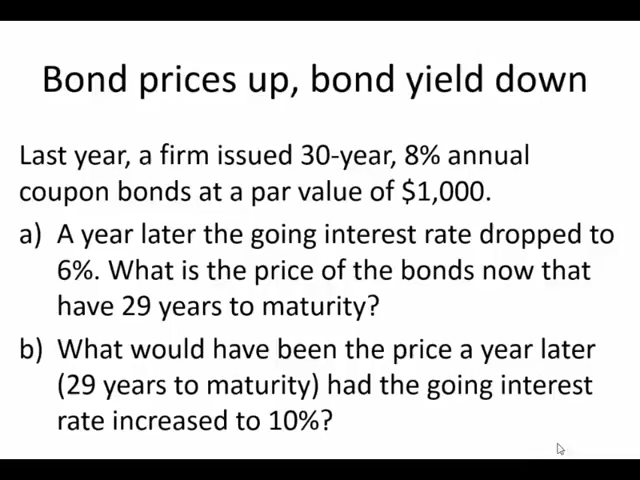 Bond prices up, bond yield down
Last year, a firm issued 30-year, 8% annual
coupon bonds at a par value of $1,000.
a) A year later the going interest rate dropped to
6%. What is the price of the bonds now that
have 29 years to maturity?
b) What would have been the price a year later
(29 years to maturity) had the going interest
rate increased to 10%?